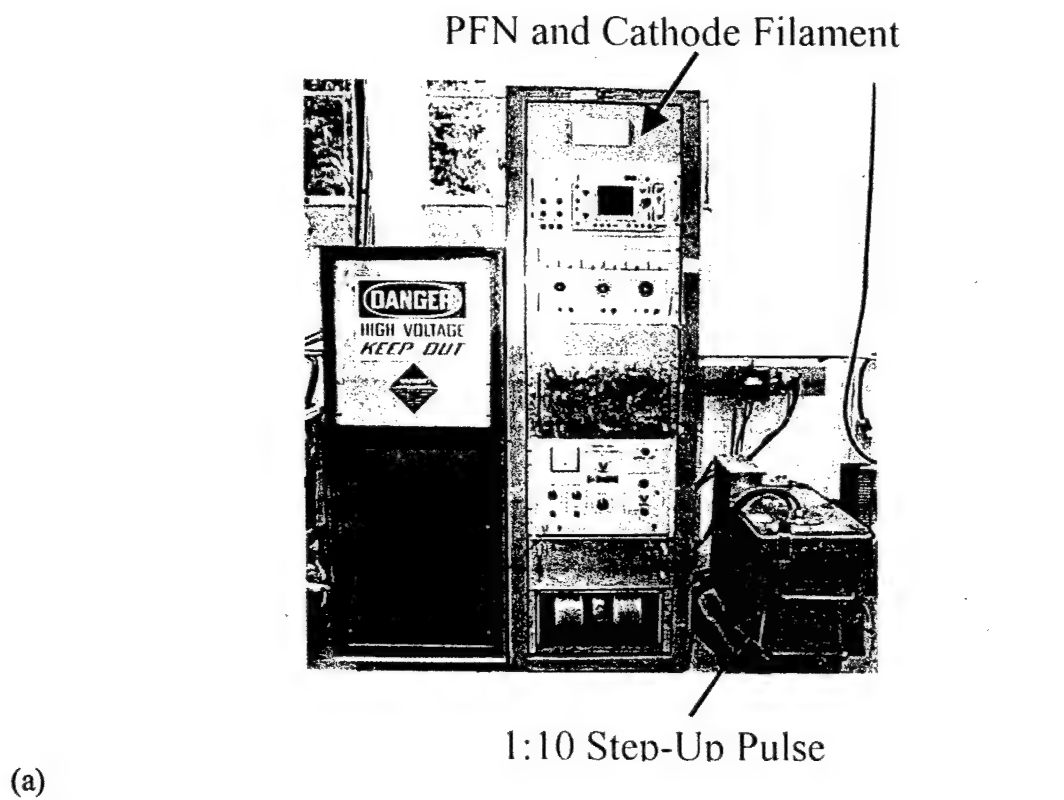 PFN and Cathode Filament
DANGER
HIGH VOLTAGE
KEEP OUT
1:10 Step-Up Pulse
(a)